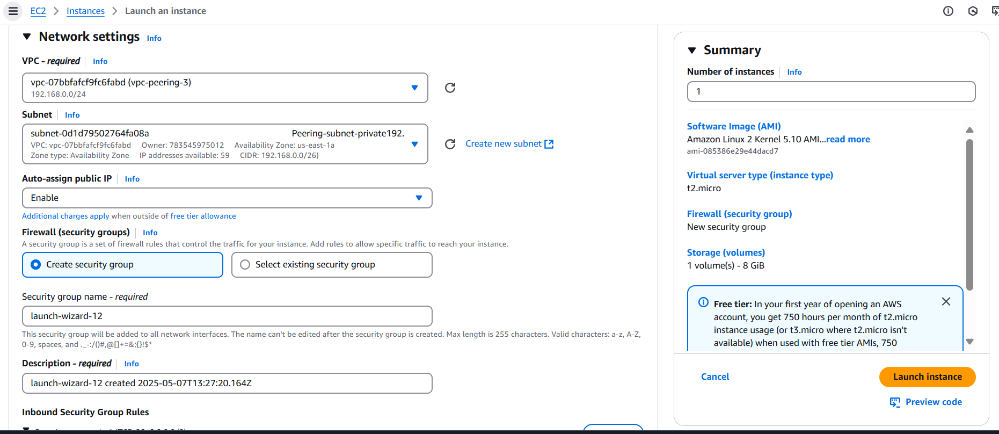 EC2 > Instances > Launch an instance
Network settings Info
VPC - required Info
vpc-07bbfafcf9fc6fabd (vpc-peering-3)
192.168.0.0/24
Subnet Info
subnet-0d1d79502764fa08a Peering-subnet-private192.
VPC: vpc-07bbfafcf9fc6fabd Owner: 783545975012 Availability Zone: us-east-1a
Zone type: Availability Zone IP addresses available: 59 CIDR: 192.168.0.0/26)
Create new subnet
Auto-assign public IP Info
Enable
Additional charges apply when outside of free tier allowance
Firewall (security groups) Info
A security group is a set of firewall rules that control the traffic for your instance. Add rules to allow specific traffic to reach your instance.
Create security group
Select existing security group
Security group name - required
launch-wizard-12
This security group will be added to all network interfaces. The name can't be edited after the security group is created. Max length is 255 characters. Valid characters: a-z, A-Z,
0-9, spaces, and ._-:/()#,@[]+=&;{}!$*
Description - required Info
launch-wizard-12 created 2025-05-07T13:27:20.164Z
Inbound Security Group Rules
Summary
Number of instances Info
1
Software Image (AMI)
Amazon Linux 2 Kernel 5.10 AMI...read more
ami-085386e29e44dacd7
Virtual server type (instance type)
t2.micro
Firewall (security group)
New security group
Storage (volumes)
1 volume(s) - 8 GiB
Free tier: In your first year of opening an AWS
account, you get 750 hours per month of t2.micro
instance usage (or t3.micro where t2.micro isn't
available) when used with free tier AMIs, 750
Cancel
Launch instance
Preview code